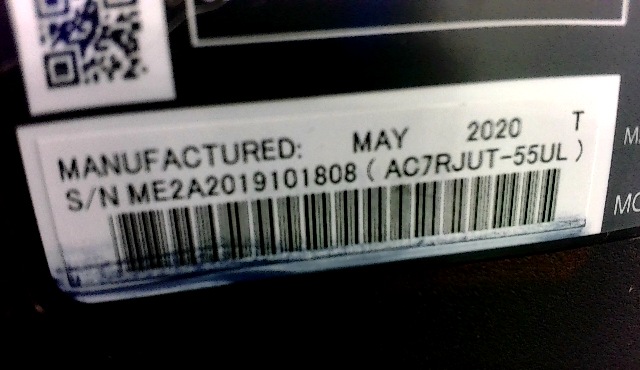 MANUFACTURED: MAY 2020 T
S/N ME2A2019101808 ( AC7RJUT-55UL )